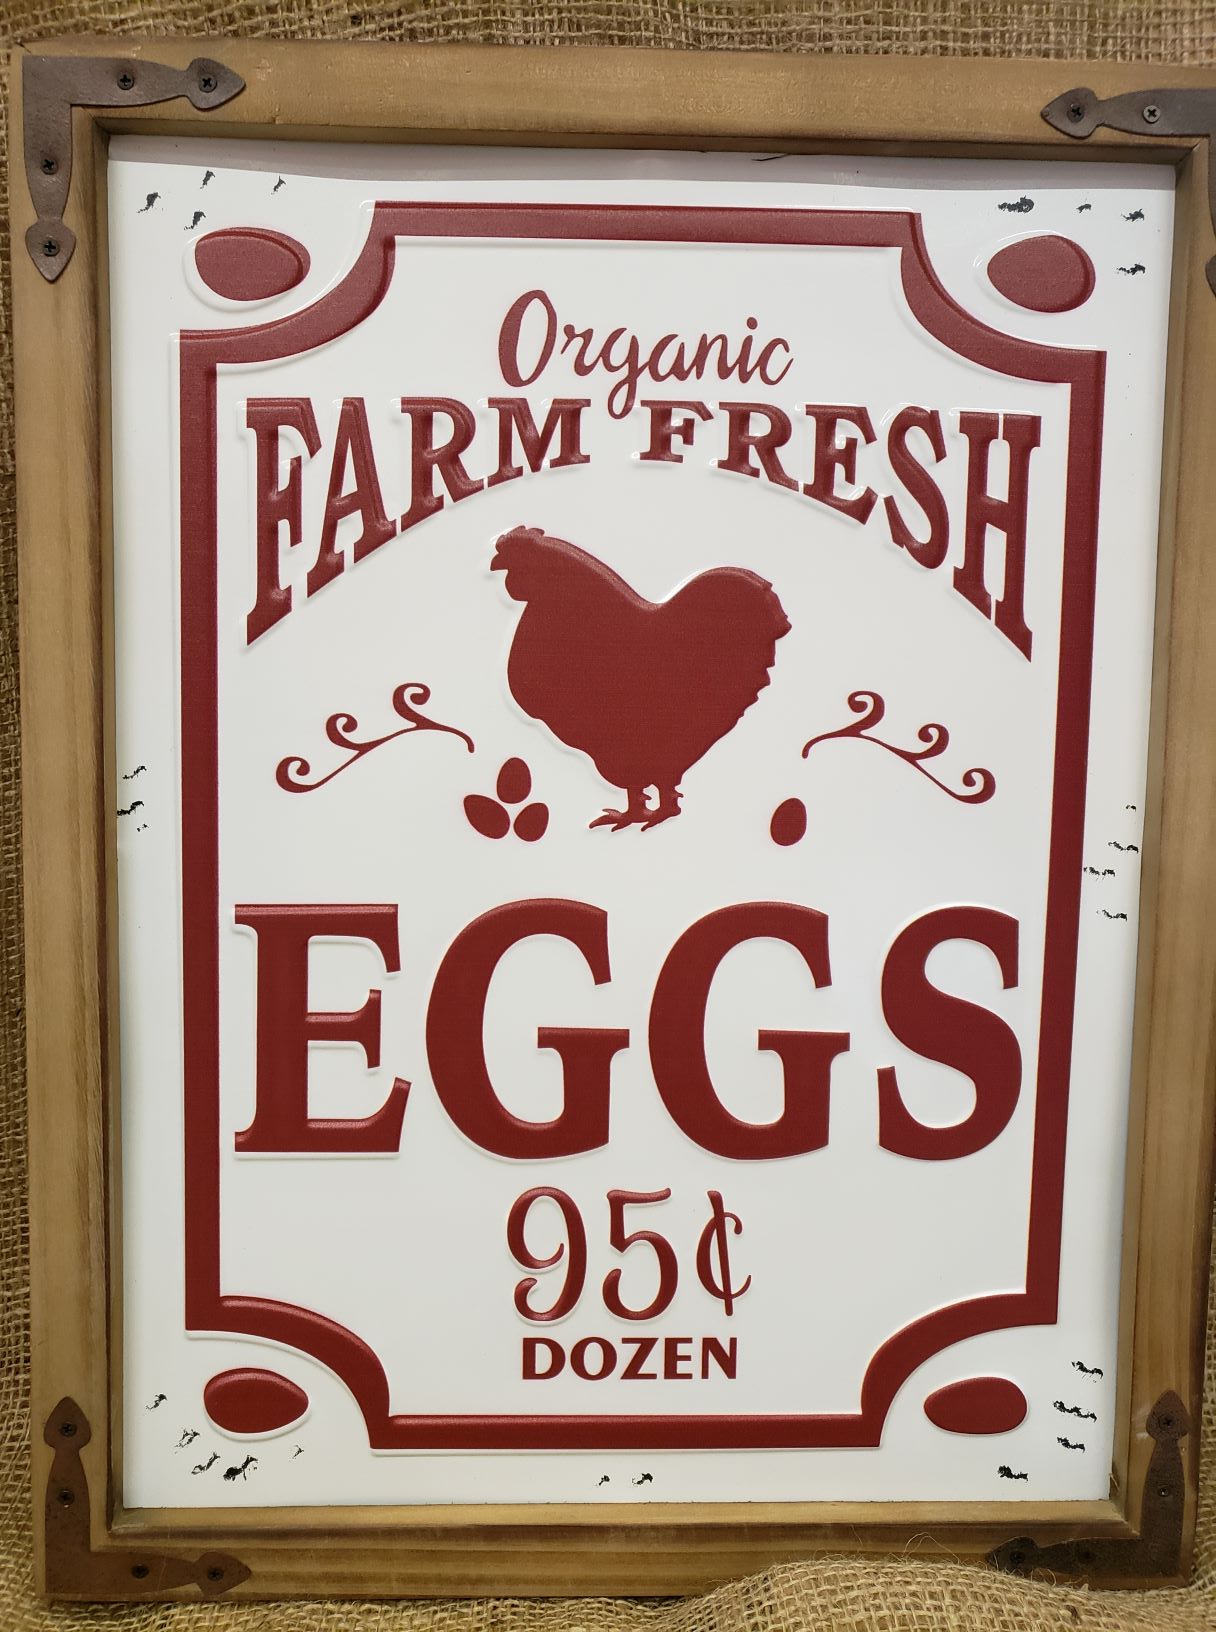 Organic
FARM FRESH
EGGS
95¢
DOZEN